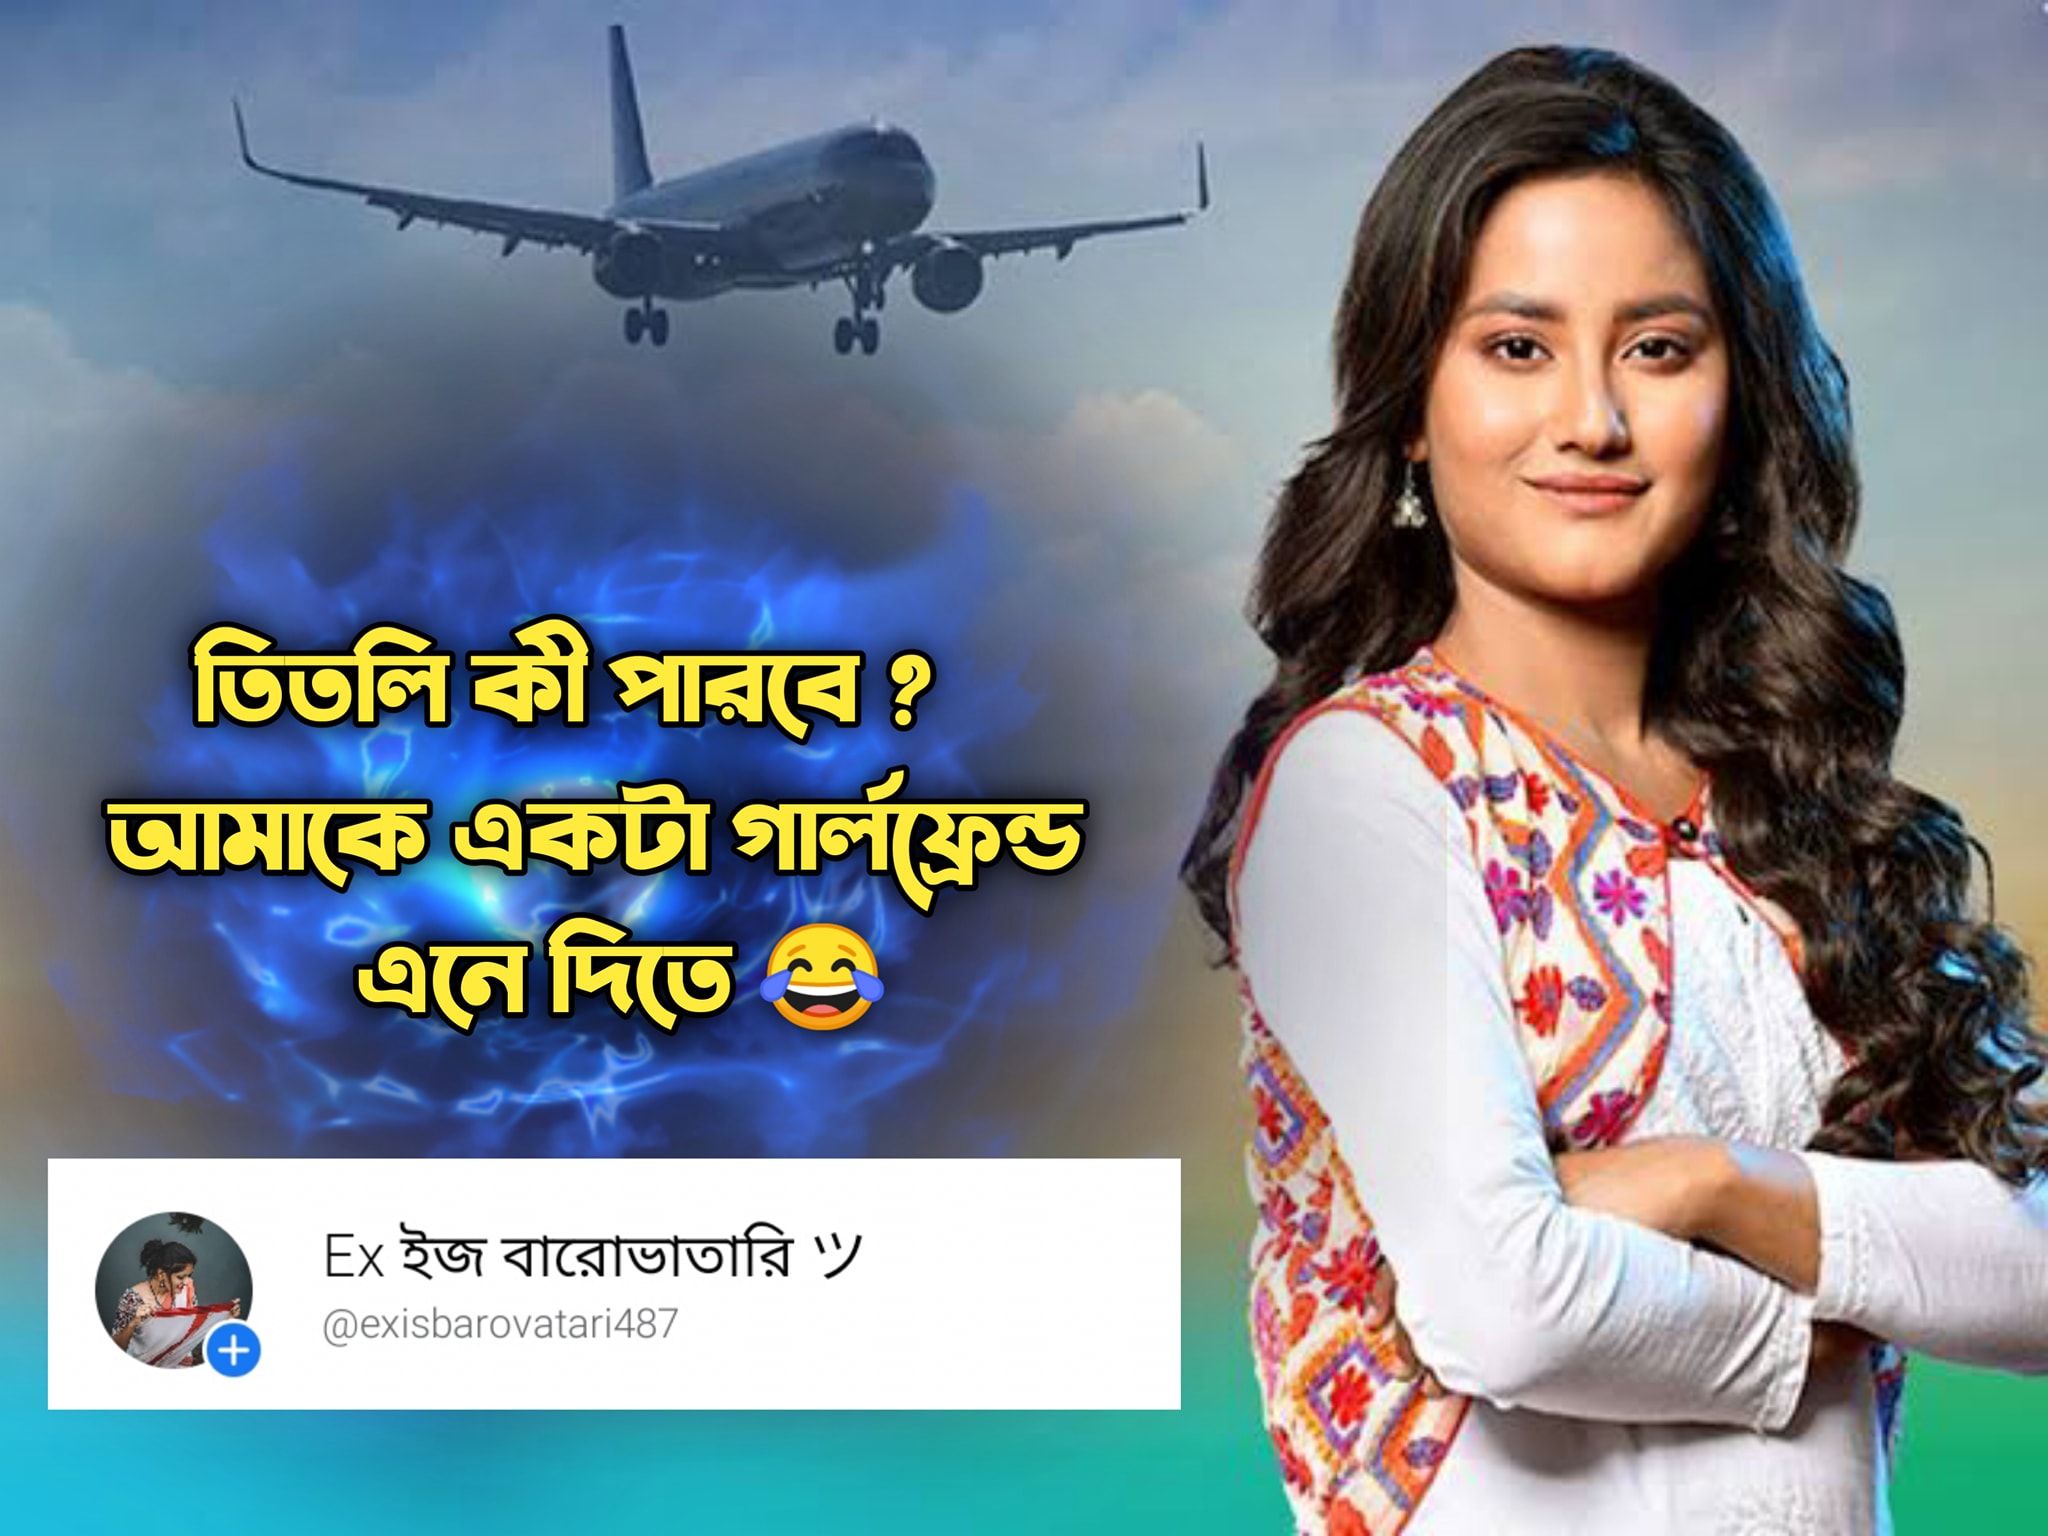 তিতলি কী পারবে ?
আমাকে একটা গার্লফ্রেন্ড
এনে দিতে 😂
Ex ইজ বারোভাতারি ツ
@exisbarovatari487